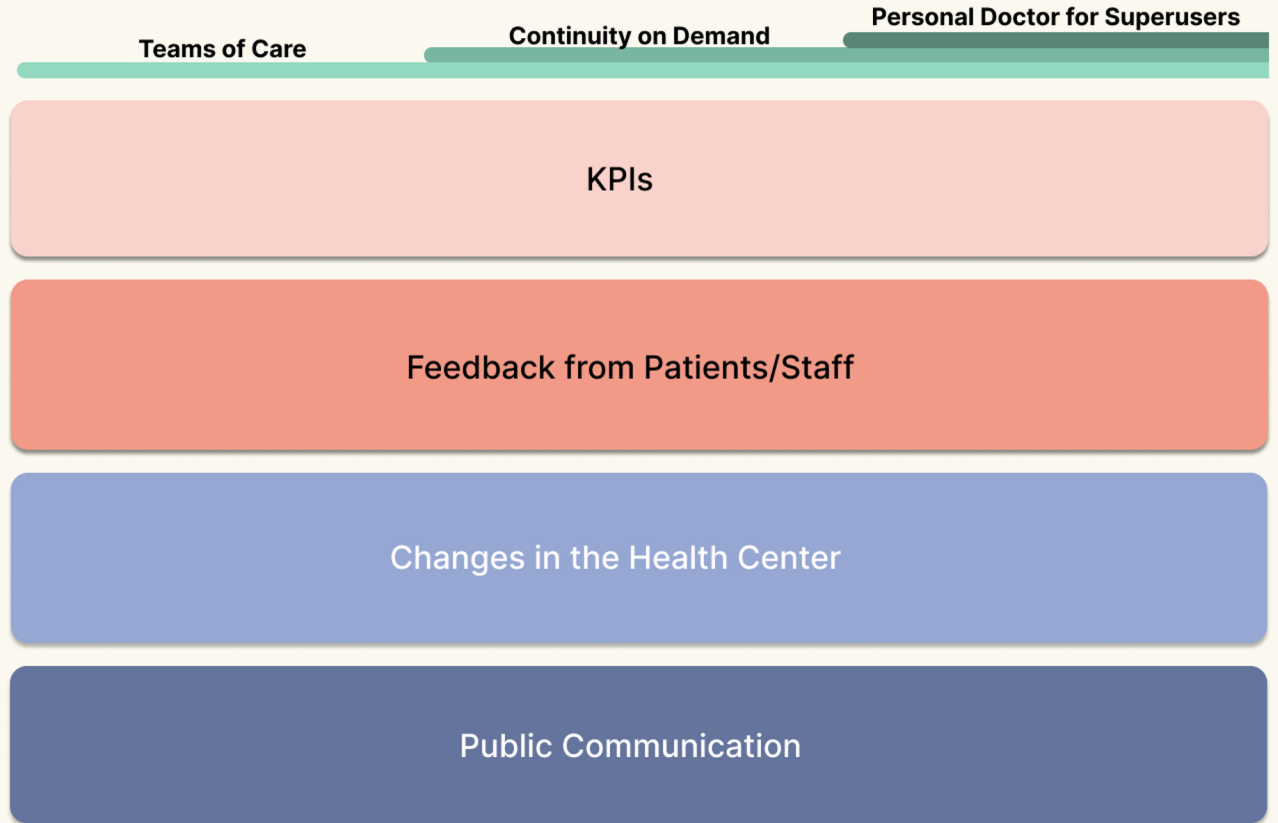 Personal Doctor for Superusers
Continuity on Demand
Teams of Care
KPIs
Feedback from Patients/Staff
Changes in the Health Center
Public Communication